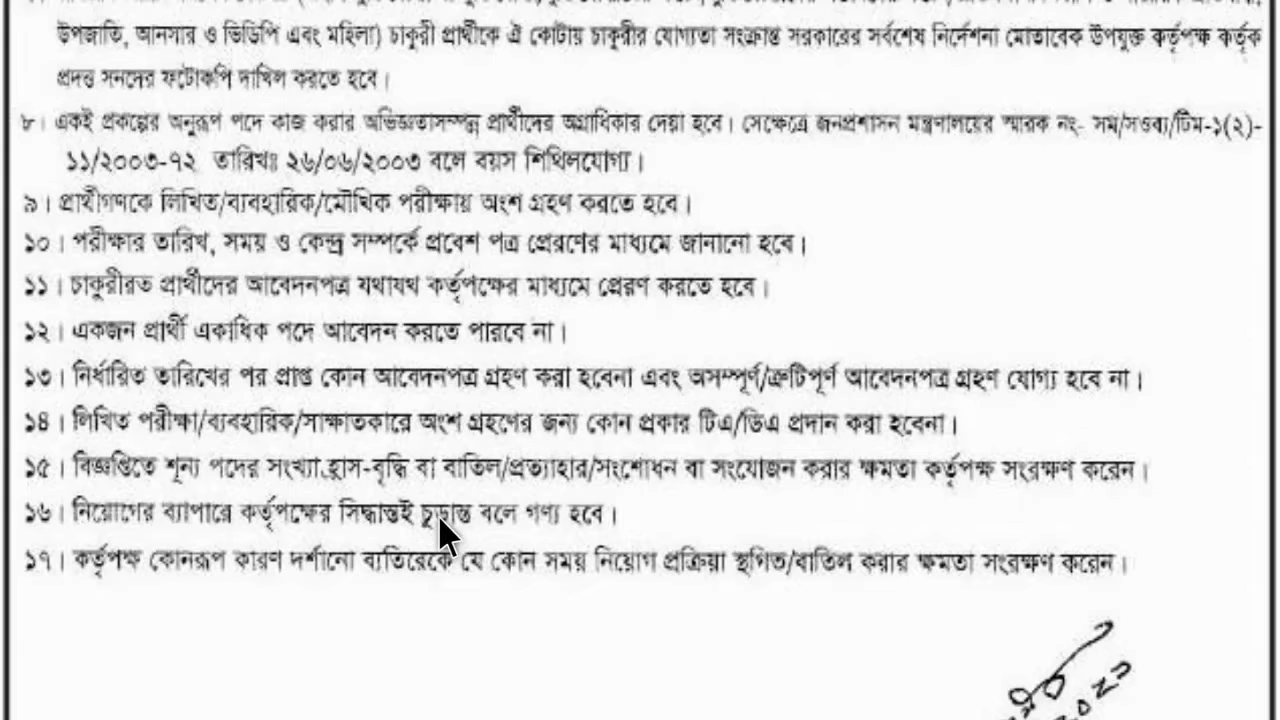 উপজাতি, আনসার ও ভিডিপি এবং মহিলা) চাকুরী প্রার্থীকে ঐ কোটায় চাকুরীর যোগ্যতা সংক্রান্ত সরকারের সর্বশেষ নির্দেশনা মোতাবেক উপযুক্ত কর্তৃপক্ষ কর্তৃক
প্রদত্ত সনদের ফটোকপি দাখিল করতে হবে।
৮। একই প্রকল্পের অনুরূপ পদে কাজ করার অভিজ্ঞতাসম্পন্ন প্রার্থীদের অগ্রাধিকার দেয়া হবে। সেক্ষেত্রে জনপ্রশাসন মন্ত্রণালয়ের স্মারক নং- সম/সওব্য/টিম-১(২)-
১১/২০০৩-৭২ তারিখঃ ২৬/০৬/২০০৩ বলে বয়স শিথিলযোগ্য।
৯। প্রার্থীগণকে লিখিত/ব্যবহারিক/মৌখিক পরীক্ষায় অংশ গ্রহণ করতে হবে।
১০। পরীক্ষার তারিখ, সময় ও কেন্দ্র সম্পর্কে প্রবেশ পত্র প্রেরণের মাধ্যমে জানানো হবে।
১১। চাকুরীরত প্রার্থীদের আবেদনপত্র যথাযথ কর্তৃপক্ষের মাধ্যমে প্রেরণ করতে হবে।
১২। একজন প্রার্থী একাধিক পদে আবেদন করতে পারবে না।
১৩। নির্ধারিত তারিখের পর প্রাপ্ত কোন আবেদনপত্র গ্রহণ করা হবেনা এবং অসম্পূর্ণ/ত্রুটিপূর্ণ আবেদনপত্র গ্রহণ যোগ্য হবে না।
১৪। লিখিত পরীক্ষা/ব্যবহারিক/সাক্ষাতকারে অংশ গ্রহণের জন্য কোন প্রকার টিএ/ডিএ প্রদান করা হবেনা।
১৫। বিজ্ঞপ্তিতে শূন্য পদের সংখ্যা হ্রাস-বৃদ্ধি বা বাতিল/প্রত্যাহার/সংশোধন বা সংযোজন করার ক্ষমতা কর্তৃপক্ষ সংরক্ষণ করেন।
১৬। নিয়োগের ব্যাপারে কর্তৃপক্ষের সিদ্ধান্তই চুড়ান্ত বলে গণ্য হবে।
১৭। কর্তৃপক্ষ কোনরূপ কারণ দর্শানো ব্যতিরেকে যে কোন সময় নিয়োগ প্রক্রিয়া স্থগিত/বাতিল করার ক্ষমতা সংরক্ষণ করেন।